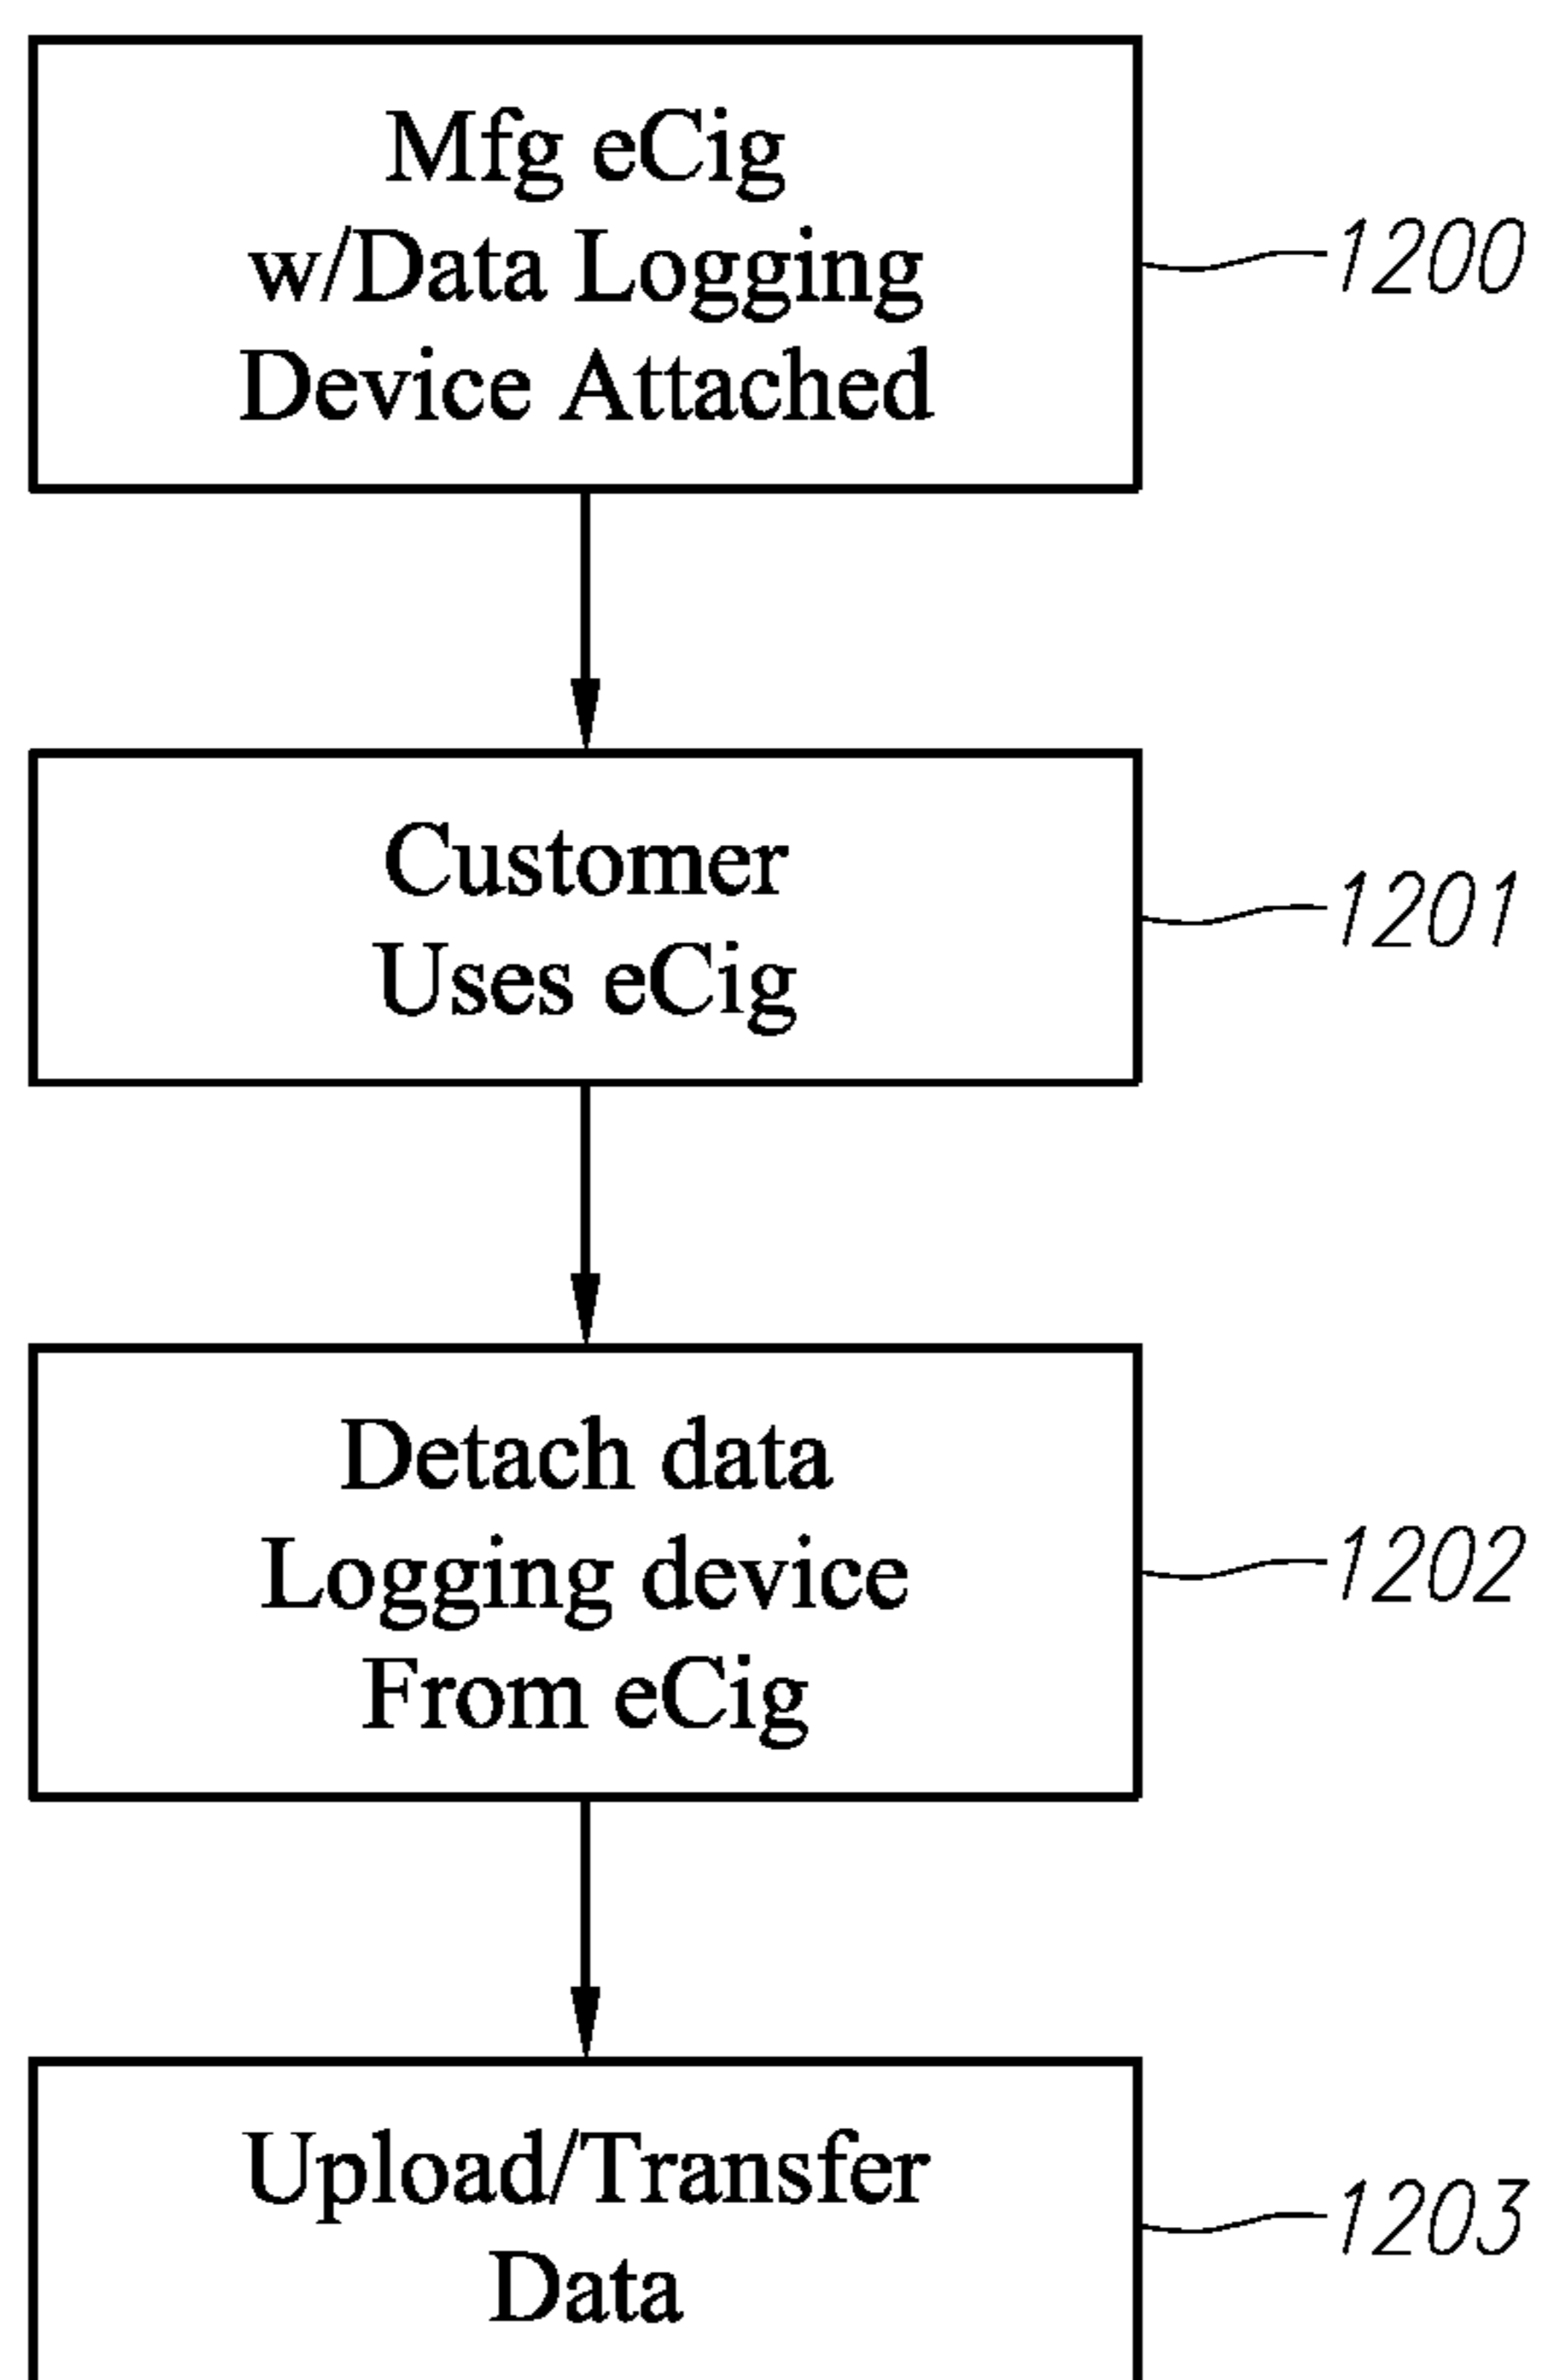 Mfg eCig
w/Data Logging
Device Attached
1200
Customer
Uses eCig
1201
Detach data
Logging device
From eCig
1202
Upload/Transfer
Data
1203